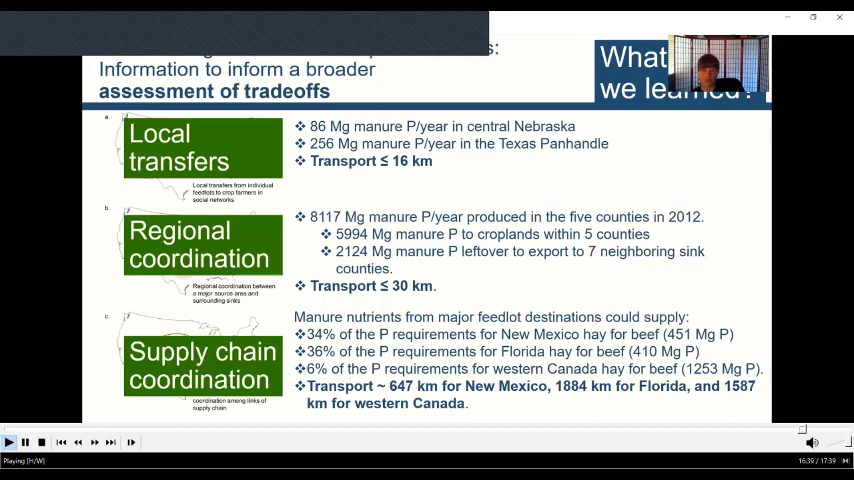 Information to inform a broader
assessment of tradeoffs
What
we learned?
a.
Local
transfers
Local transfers from individual
feedlots to crop farmers in
social networks
❖ 86 Mg manure P/year in central Nebraska
❖ 256 Mg manure P/year in the Texas Panhandle
❖ Transport ≤ 16 km
b.
Regional
coordination
Regional coordination between
a major source area and
surrounding sinks
❖ 8117 Mg manure P/year produced in the five counties in 2012.
❖ 5994 Mg manure P to croplands within 5 counties
❖ 2124 Mg manure P leftover to export to 7 neighboring sink
counties.
❖ Transport ≤ 30 km.
c.
Supply chain
coordination
coordination among links of
supply chain
Manure nutrients from major feedlot destinations could supply:
❖34% of the P requirements for New Mexico hay for beef (451 Mg P)
❖36% of the P requirements for Florida hay for beef (410 Mg P)
❖6% of the P requirements for western Canada hay for beef (1253 Mg P).
❖Transport ~ 647 km for New Mexico, 1884 km for Florida, and 1587
km for western Canada.
Playing [H/W]
16:39 / 17:39